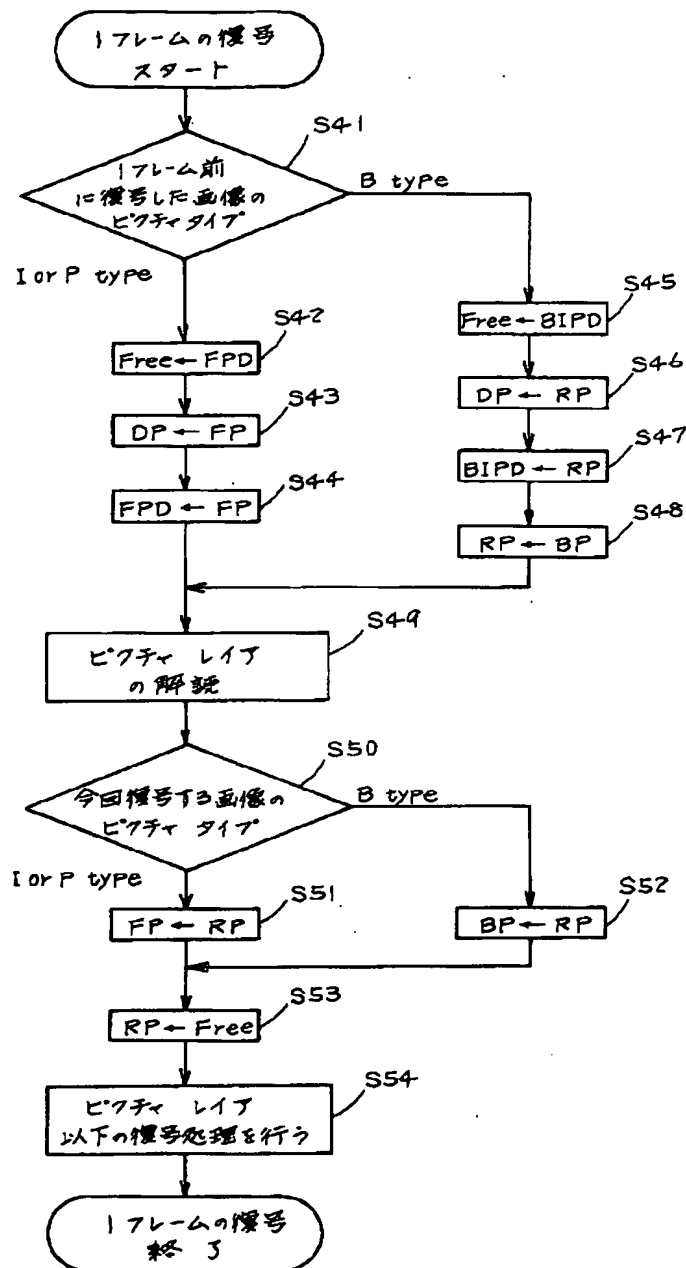 1フレームの復号
スタート
S41
1フレーム前
に復号した画像の
ピクチャタイプ
B type
I or P type
S42
Free←FPD
S45
Free←BIPD
S43
DP←FP
S46
DP←RP
S44
FPD←FP
S47
BIPD←RP
S48
RP←BP
S49
ピクチャ レイア
の解読
S50
今回復号する画像の
ピクチャ タイプ
B type
I or P type
S51
FP←RP
S52
BP←RP
S53
RP←Free
S54
ピクチャ レイア
以下の復号処理を行う
1フレームの復号
終了